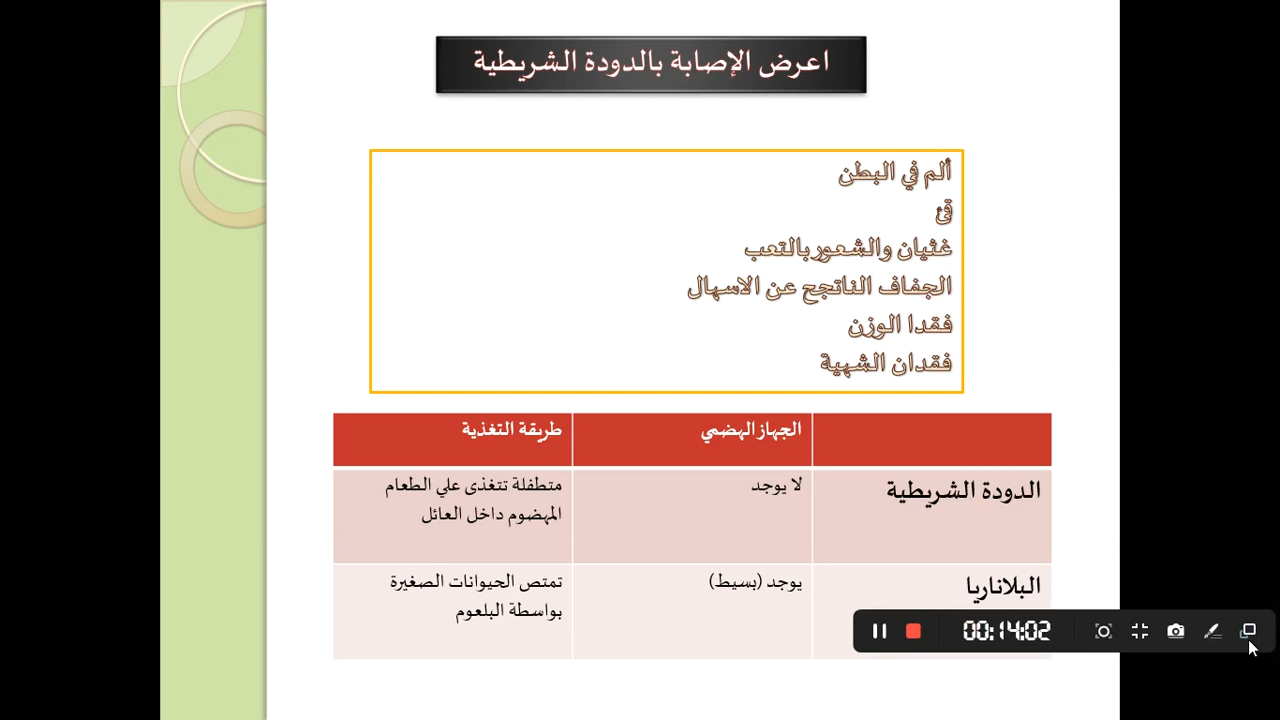 اعرض الإصابة بالدودة الشريطية
ألم في البطن
قئ
غثيان والشعور بالتعب
الجفاف الناتجح عن الاسهال
فقدا الوزن
فقدان الشهية
الجهاز الهضمي
طريقة التغذية
الدودة الشريطية
لا يوجد
متطفلة تتغذى علي الطعام
المهضوم داخل العائل
البلاناريا
يوجد (بسيط)
تمتص الحيوانات الصغيرة
بواسطة البلعوم
00:14:02